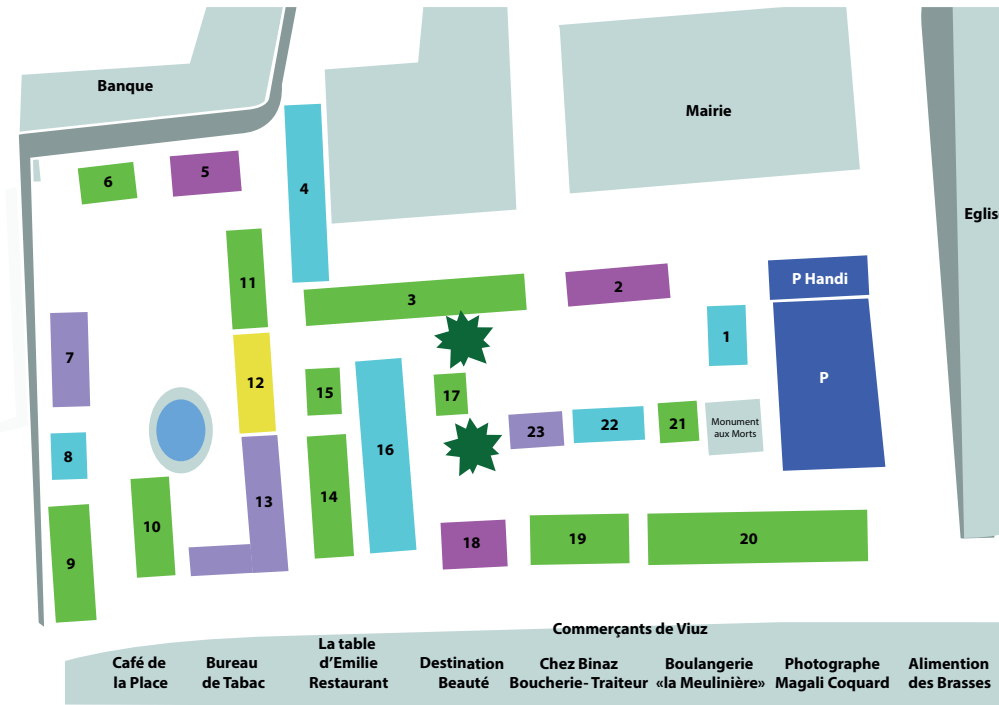 Banque
Mairie
Eglis
6
5
4
11
3
2
P Handi
1
7
12
15
17
P
8
16
23
22
21
Monument
aux Morts
13
14
10
9
18
19
20
Commerçants de Viuz
Café de
la Place
Bureau
de Tabac
La table
d'Emilie
Restaurant
Destination
Beauté
Chez Binaz
Boucherie- Traiteur
Boulangerie
«la Meulinière»
Photographe
Magali Coquard
Alimention
des Brasses